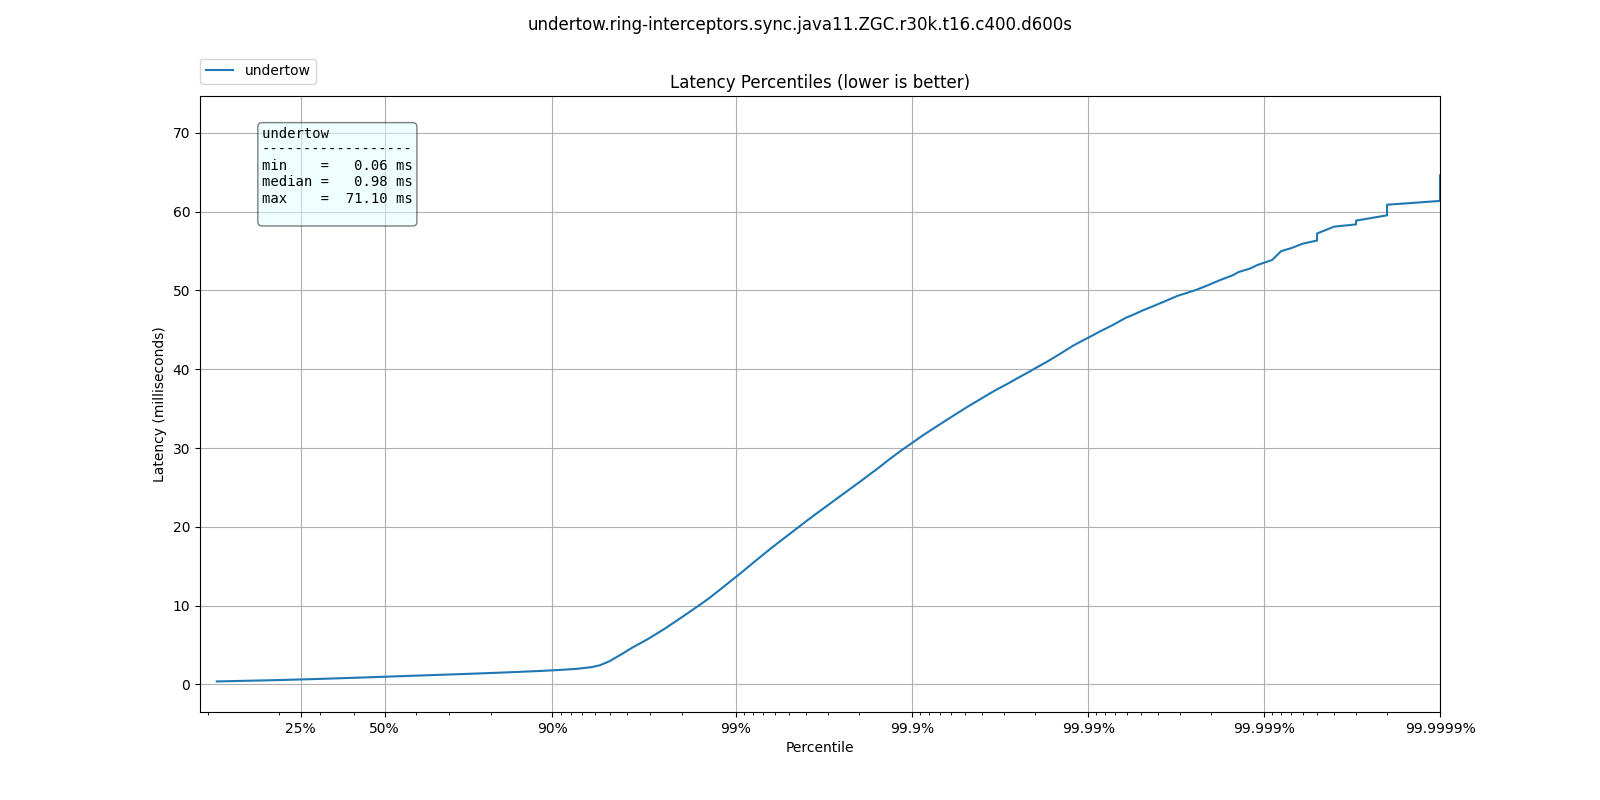 undertow.ring-interceptors.sync.java11.ZGC.r30k.t16.c400.d600s
undertow
Latency Percentiles (lower is better)
undertow
------------------
min    =   0.06 ms
median =   0.98 ms
max    =  71.10 ms
70
60
50
40
30
20
10
0
Latency (milliseconds)
25% 50% 90% 99% 99.9% 99.99% 99.999% 99.9999%
Percentile